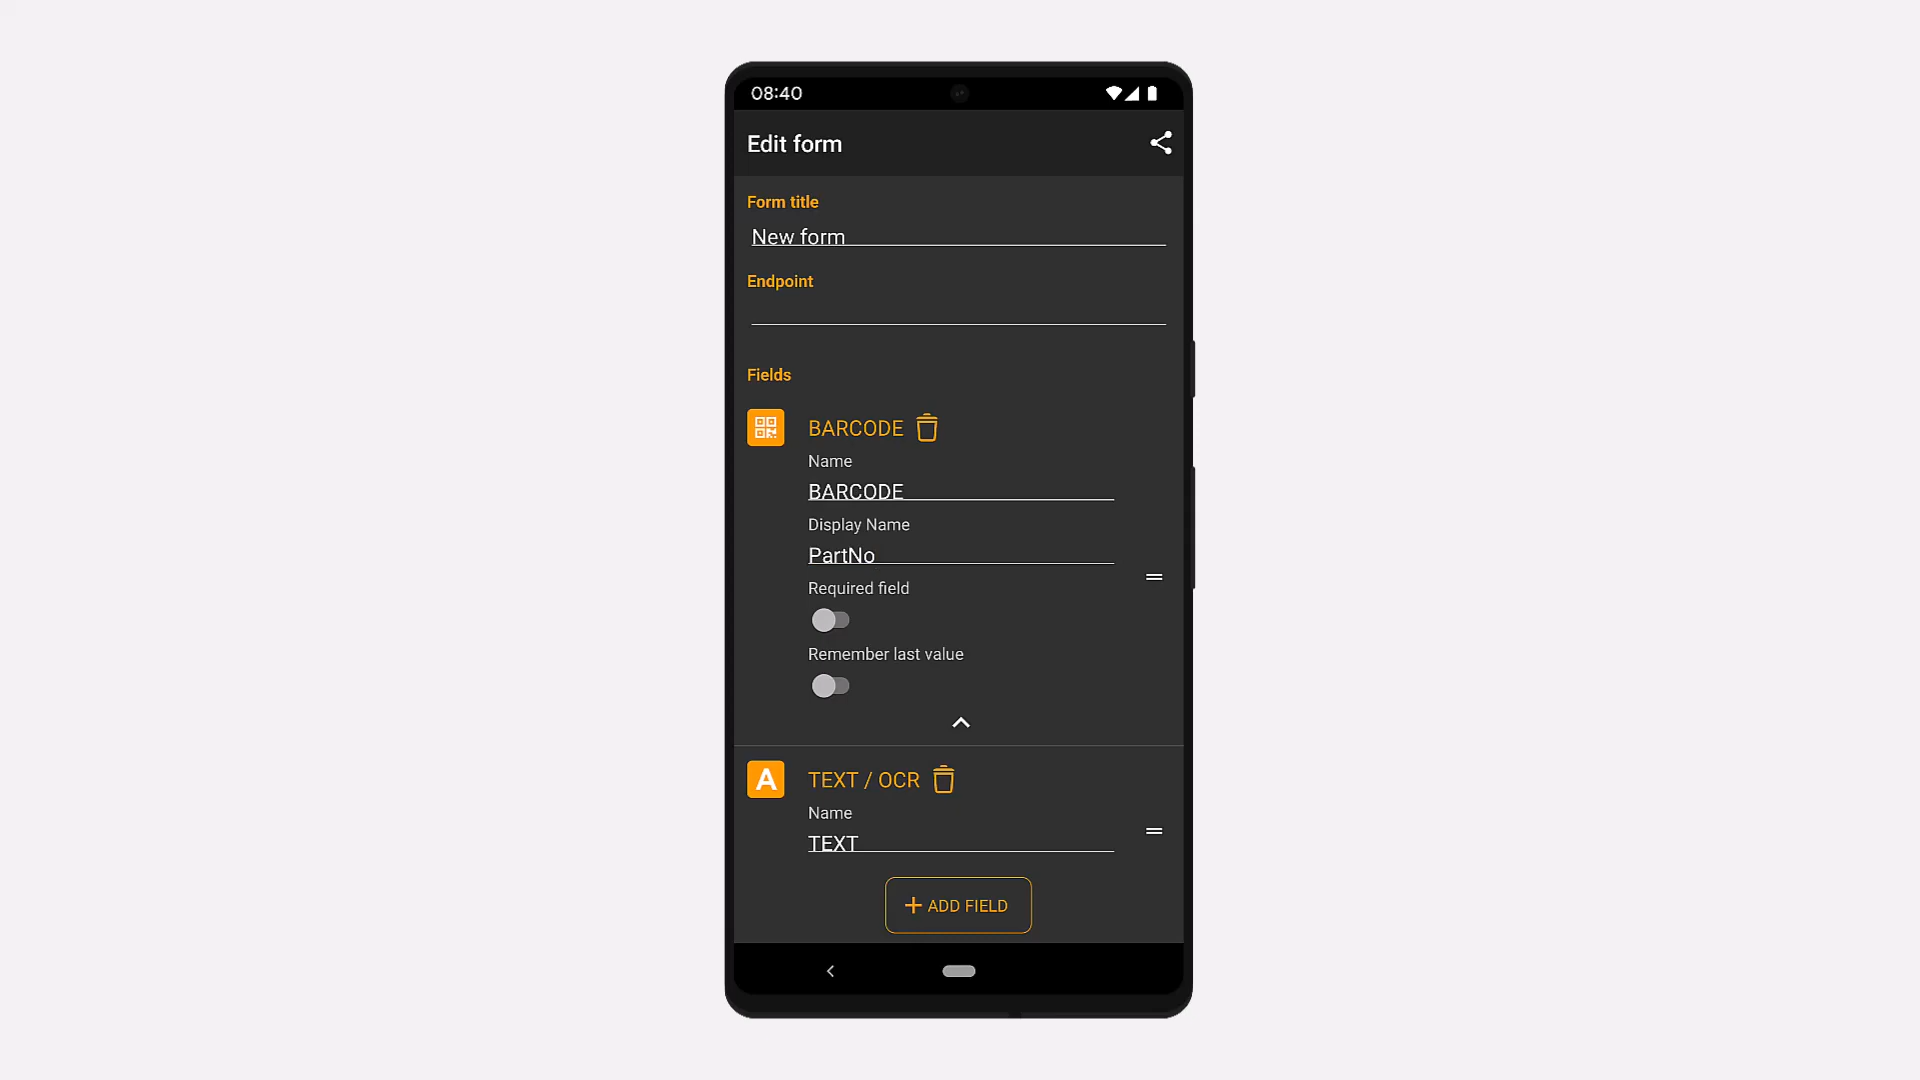 08:40
Edit form
Form title
New form
Endpoint
Fields
BARCODE
Name
BARCODE
Display Name
PartNo
Required field
Remember last value
A TEXT / OCR
Name
TEXT
+ ADD FIELD